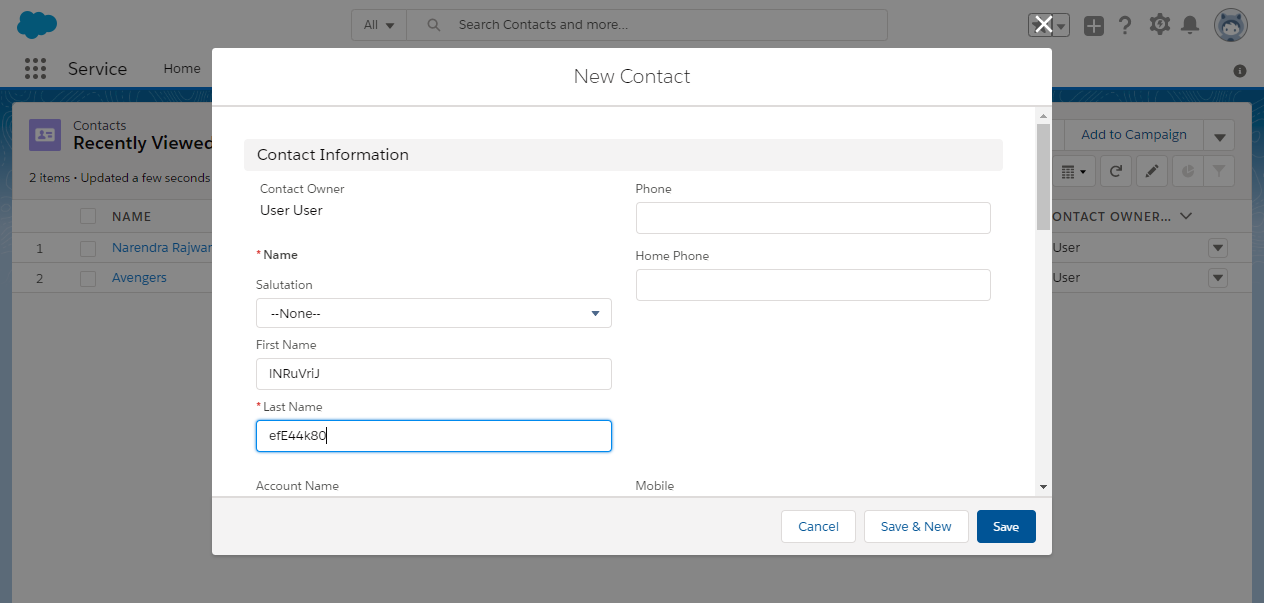 All
Search Contacts and more...
Service
Home
New Contact
Contacts
Recently Viewed
Add to Campaign
2 items • Updated a few seconds
NAME
ONTACT OWNER...
1
Narendra Rajwar
User
2
Avengers
User
Contact Information
Contact Owner
User User
Phone
*Name
Home Phone
Salutation
--None--
First Name
INRuVriJ
*Last Name
efE44k80
Account Name
Mobile
Cancel
Save & New
Save